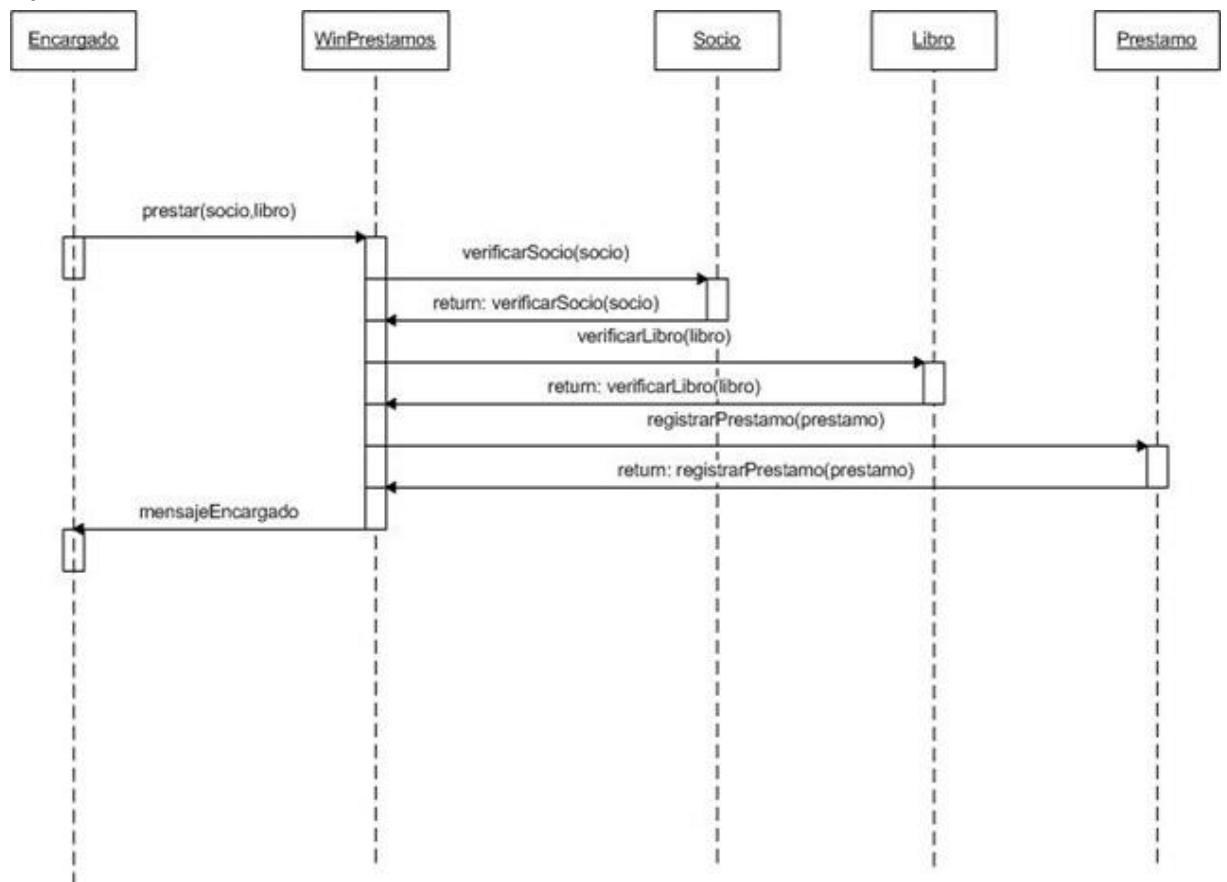 Encargado
WinPrestamos
Socio
Libro
Prestamo
prestar(socio,libro)
verificarSocio(socio)
return: verificarSocio(socio)
verificarLibro(libro)
return: verificarLibro(libro)
registrarPrestamo(prestamo)
return: registrarPrestamo(prestamo)
mensajeEncargado